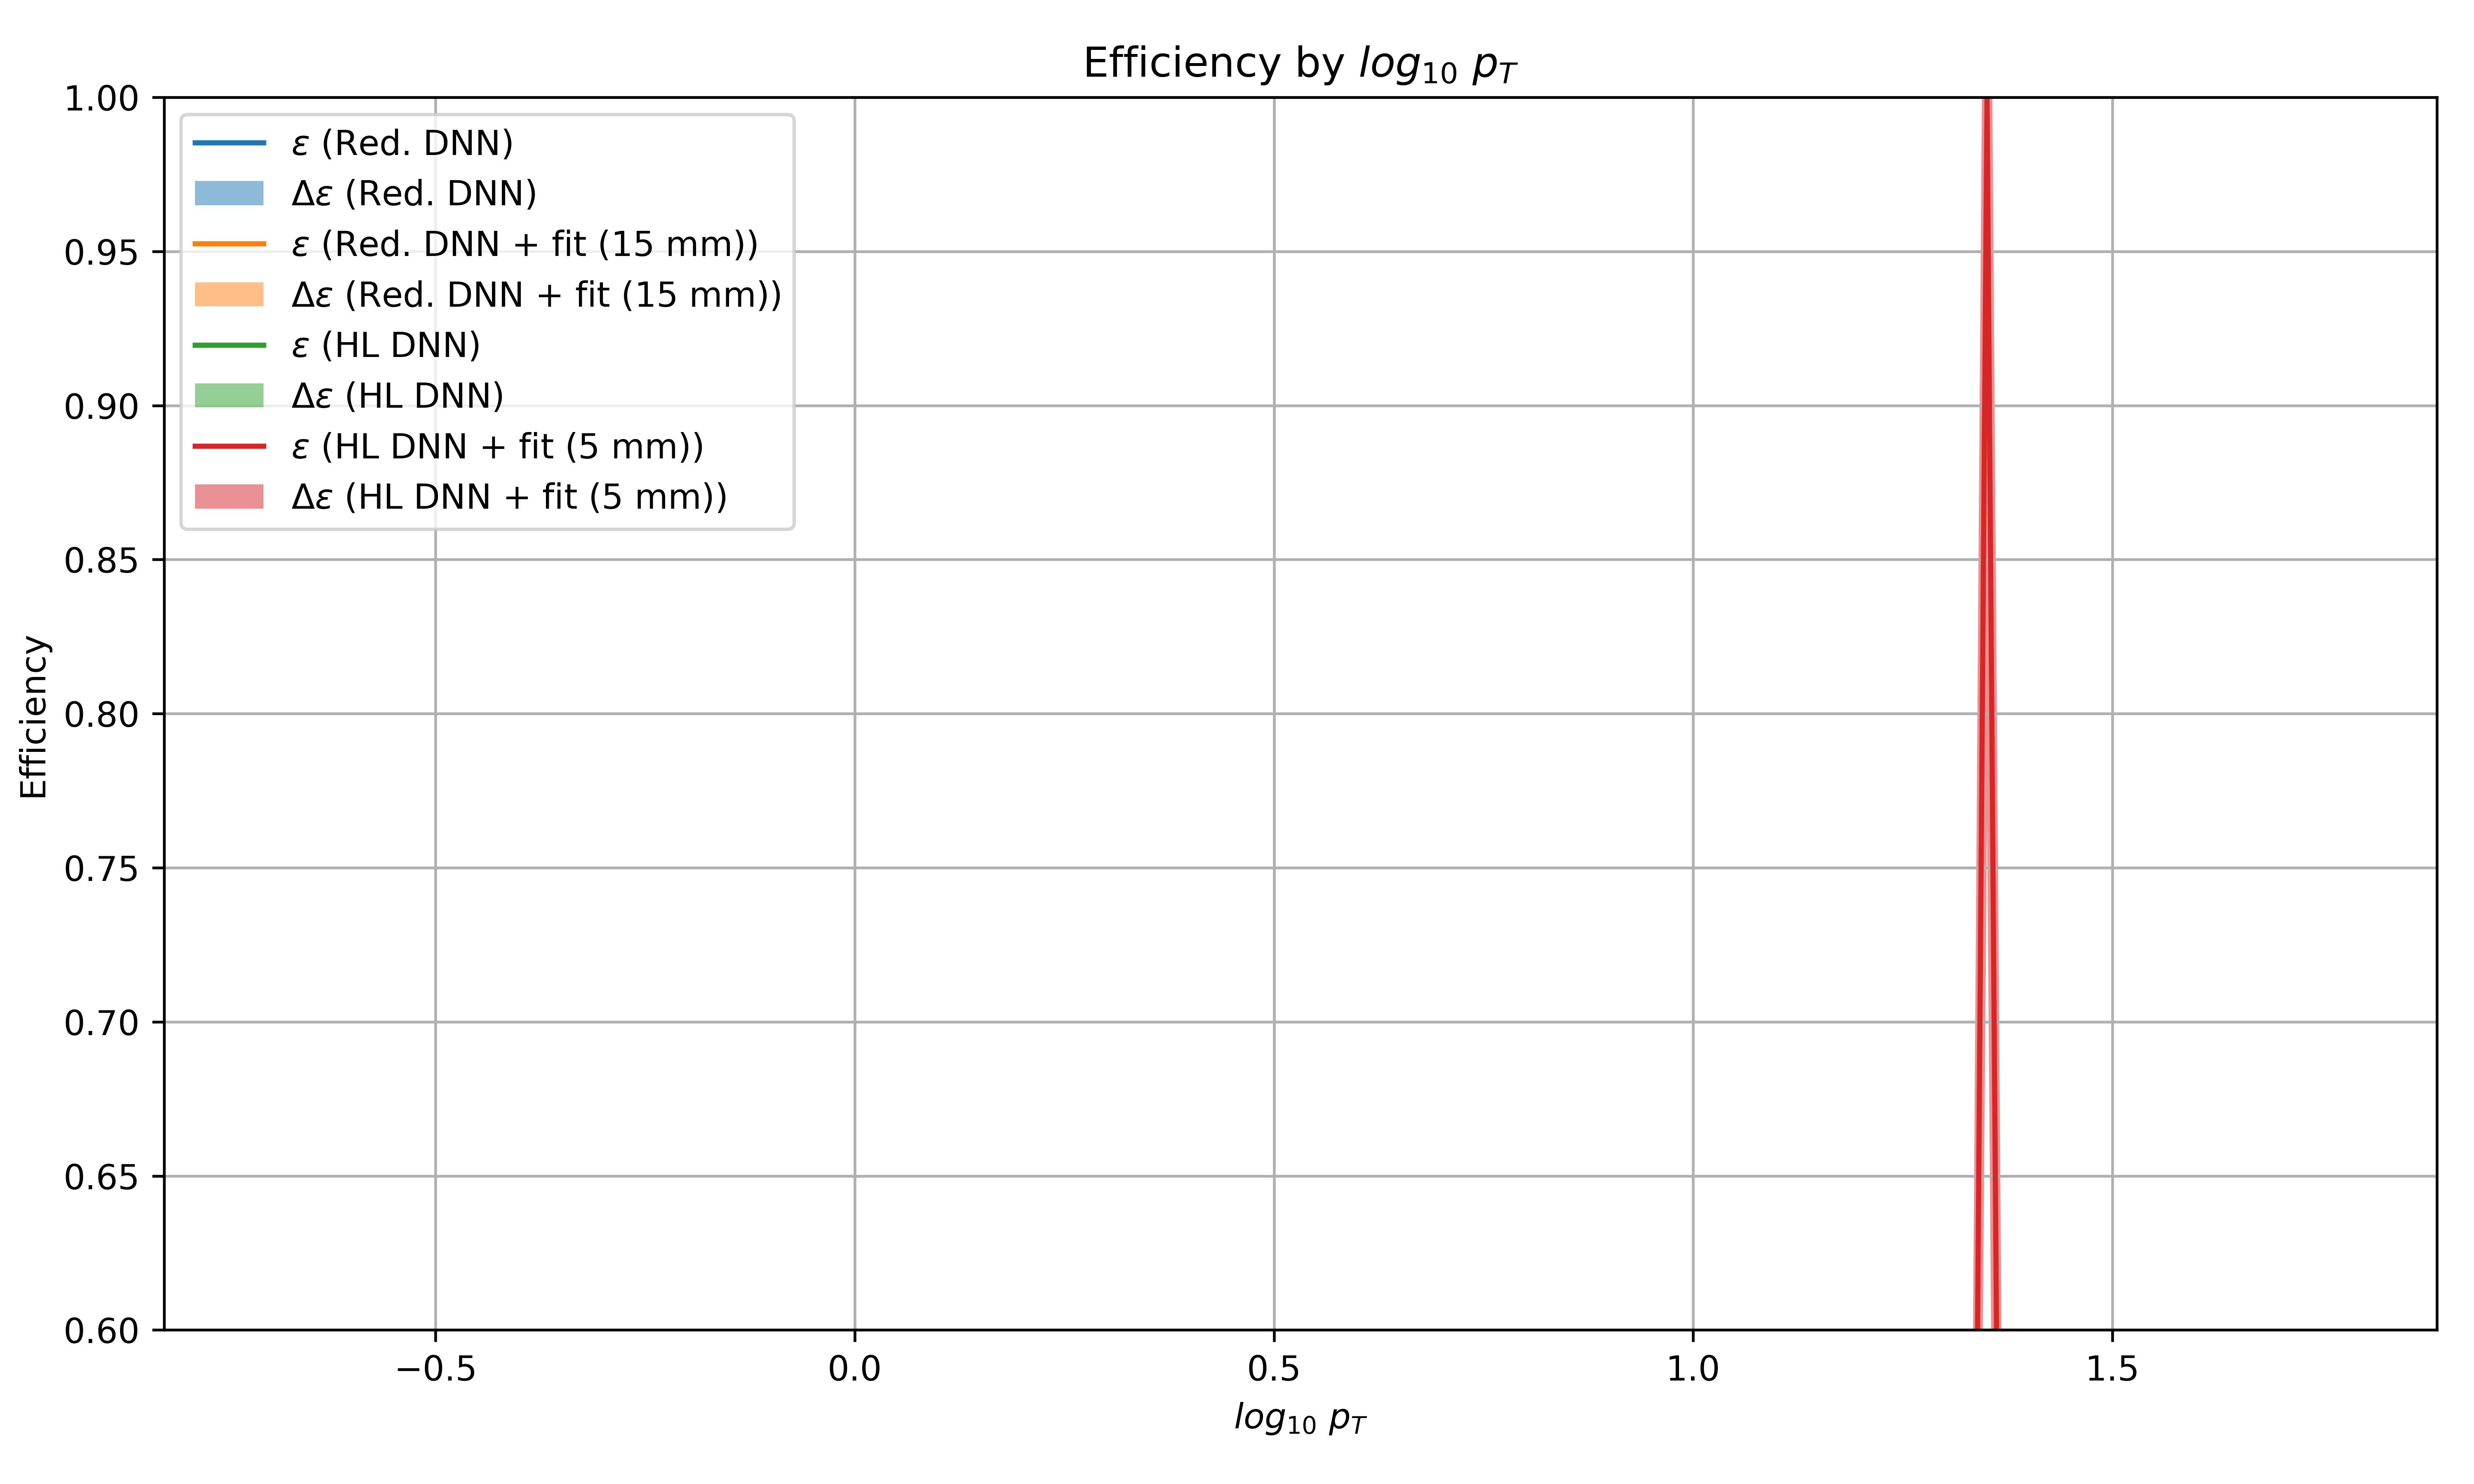 Efficiency by log₁₀ p_T
1.00
0.95
0.90
0.85
0.80
0.75
0.70
0.65
0.60
Efficiency
ε (Red. DNN)
Δε (Red. DNN)
ε (Red. DNN + fit (15 mm))
Δε (Red. DNN + fit (15 mm))
ε (HL DNN)
Δε (HL DNN)
ε (HL DNN + fit (5 mm))
Δε (HL DNN + fit (5 mm))
−0.5 0.0 0.5 1.0 1.5
log₁₀ p_T